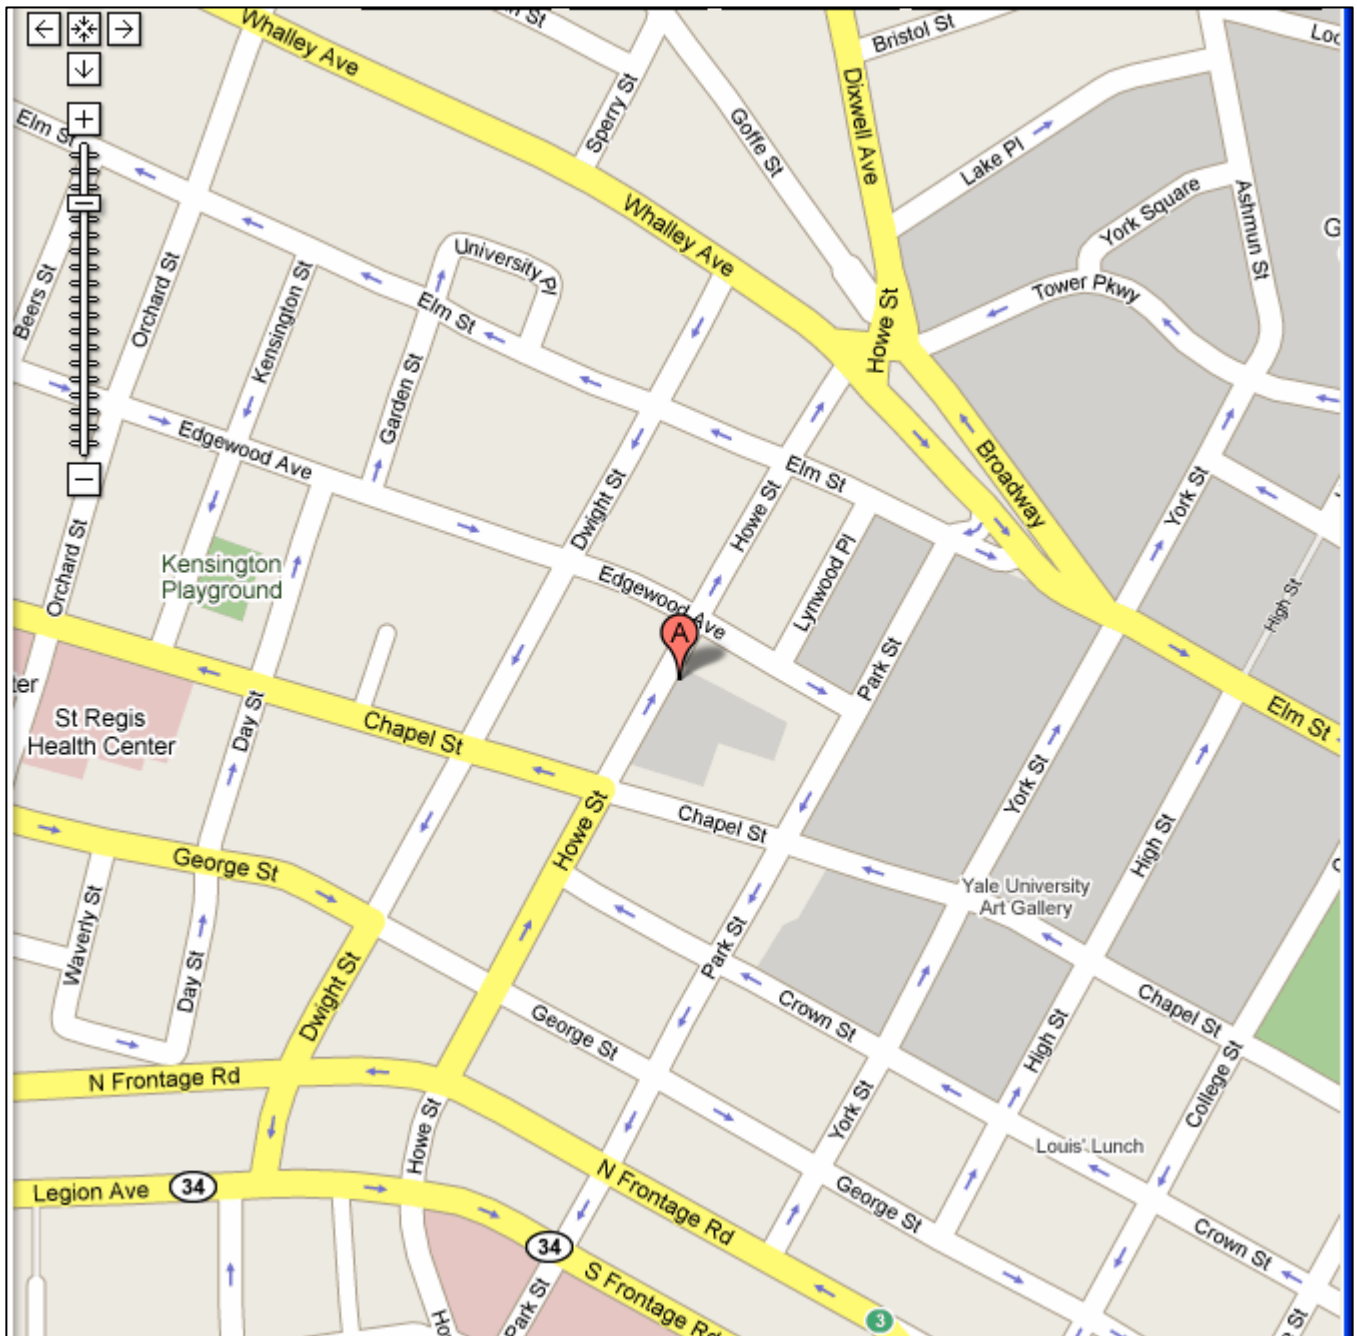 Whalley Ave
St
Bristol St
Elm St
Sperry St
Goffe St
Dixwell Ave
Lake Pl
York Square
Ashmun St
Whalley Ave
University Pl
Tower Pkwy
Orchard St
Beers St
Kensington St
Elm St
Howe St
Garden St
Edgewood Ave
Elm St
Broadway
Dwight St
Howe St
York St
Orchard St
Kensington
Playground
Edgewood Ave
Lynwood Pl
High St
A
Park St
St Regis
Health Center
Day St
Chapel St
Elm St
York St
Howe St
Chapel St
High St
George St
Yale University
Art Gallery
Waverly St
Park St
Day St
Dwight St
Crown St
Chapel St
George St
High St
N Frontage Rd
College St
Howe St
York St
Louis' Lunch
Legion Ave
34
N Frontage Rd
George St
Crown St
34
S Frontage Rd
Park St
3
St